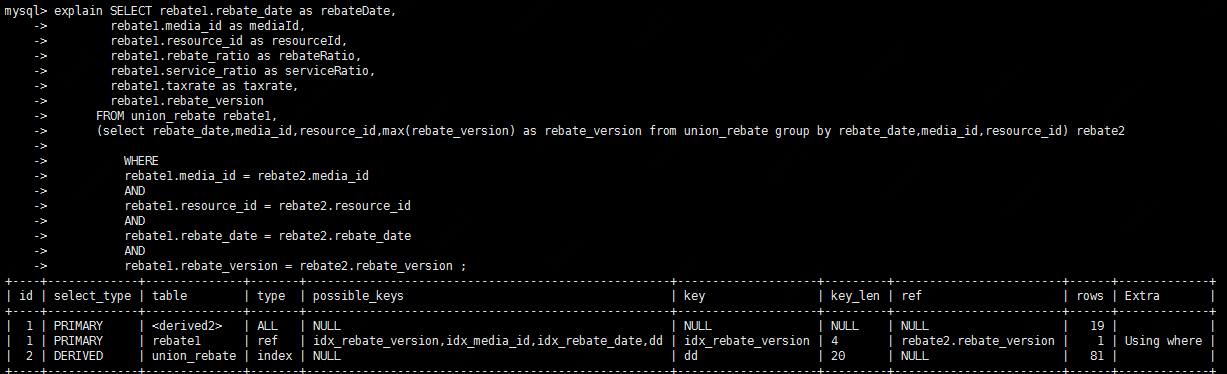 mysql> explain SELECT rebate1.rebate_date as rebateDate,
    ->         rebate1.media_id as mediaId,
    ->         rebate1.resource_id as resourceId,
    ->         rebate1.rebate_ratio as rebateRatio,
    ->         rebate1.service_ratio as serviceRatio,
    ->         rebate1.taxrate as taxrate,
    ->         rebate1.rebate_version
    ->       FROM union_rebate rebate1,
    ->       (select rebate_date,media_id,resource_id,max(rebate_version) as rebate_version from union_rebate group by rebate_date,media_id,resource_id) rebate2
    ->
    ->           WHERE
    ->           rebate1.media_id = rebate2.media_id
    ->           AND
    ->           rebate1.resource_id = rebate2.resource_id
    ->           AND
    ->           rebate1.rebate_date = rebate2.rebate_date
    ->           AND
    ->           rebate1.rebate_version = rebate2.rebate_version ;
+----+-------------+--------------+-------+----------------------------------------------------+--------------------+---------+------------------------+------+-------------+
| id | select_type | table | type | possible_keys | key | key_len | ref | rows | Extra |
+----+-------------+--------------+-------+----------------------------------------------------+--------------------+---------+------------------------+------+-------------+
| 1 | PRIMARY | <derived2> | ALL | NULL | NULL | NULL | NULL | 19 | |
| 1 | PRIMARY | rebate1 | ref | idx_rebate_version,idx_media_id,idx_rebate_date,dd | idx_rebate_version | 4 | rebate2.rebate_version | 1 | Using where |
| 2 | DERIVED | union_rebate | index | NULL | dd | 20 | NULL | 81 | |
+----+-------------+--------------+-------+----------------------------------------------------+--------------------+---------+------------------------+------+-------------+